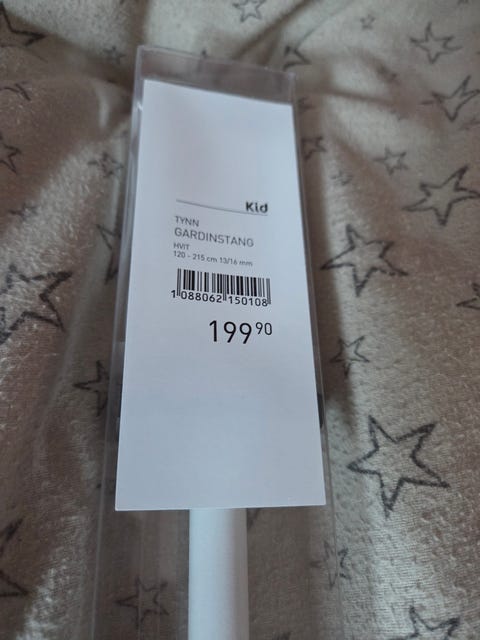 Kid
TYNN
GARDINSTANG
HVIT
120 - 215 cm 13/16 mm
1 088062 150108
199 90